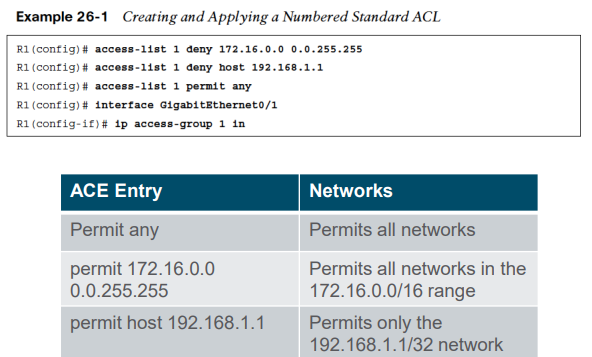 Example 26-1 Creating and Applying a Numbered Standard ACL
R1(config)# access-list 1 deny 172.16.0.0 0.0.255.255
R1(config)# access-list 1 deny host 192.168.1.1
R1(config)# access-list 1 permit any
R1(config)# interface GigabitEthernet0/1
R1(config-if)# ip access-group 1 in
ACE Entry Networks
Permit any Permits all networks
permit 172.16.0.0 Permits all networks in the
0.0.255.255 172.16.0.0/16 range
permit host 192.168.1.1 Permits only the
192.168.1.1/32 network